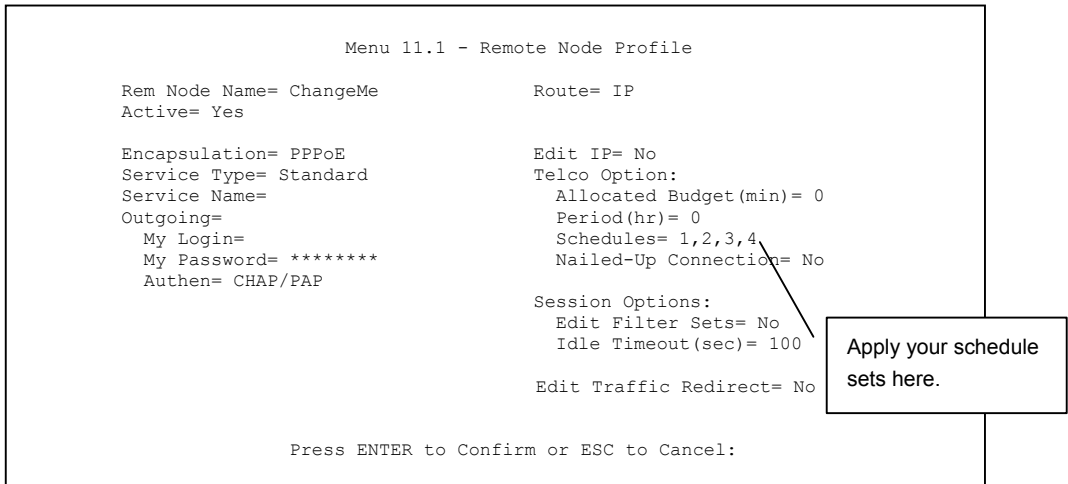 Menu 11.1 - Remote Node Profile
Rem Node Name= ChangeMe Route= IP
Active= Yes
Encapsulation= PPPoE Edit IP= No
Service Type= Standard Telco Option:
Service Name= Allocated Budget(min)= 0
Outgoing= Period(hr)= 0
My Login= Schedules= 1,2,3,4
My Password= ******** Nailed-Up Connection= No
Authen= CHAP/PAP
Session Options:
Edit Filter Sets= No
Idle Timeout(sec)= 100
Edit Traffic Redirect= No
Apply your schedule
sets here.
Press ENTER to Confirm or ESC to Cancel: